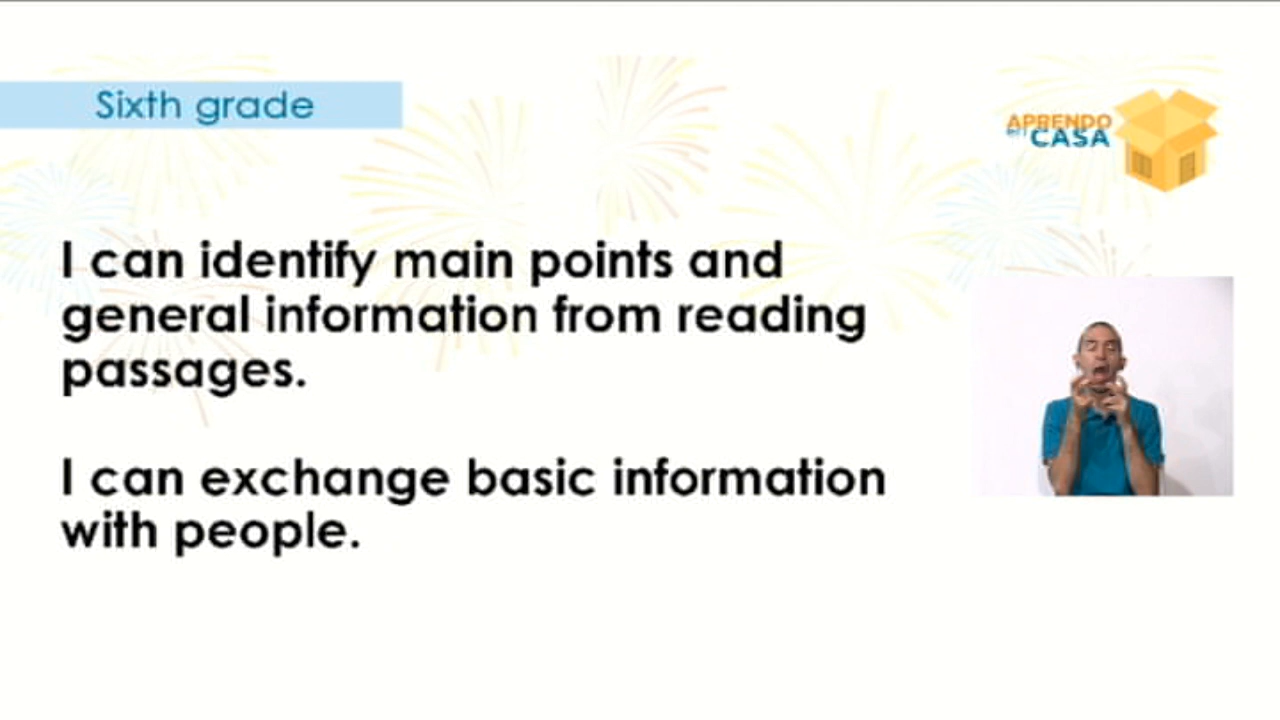 Sixth grade
APRENDO
EN CASA
I can identify main points and
general information from reading
passages.
I can exchange basic information
with people.